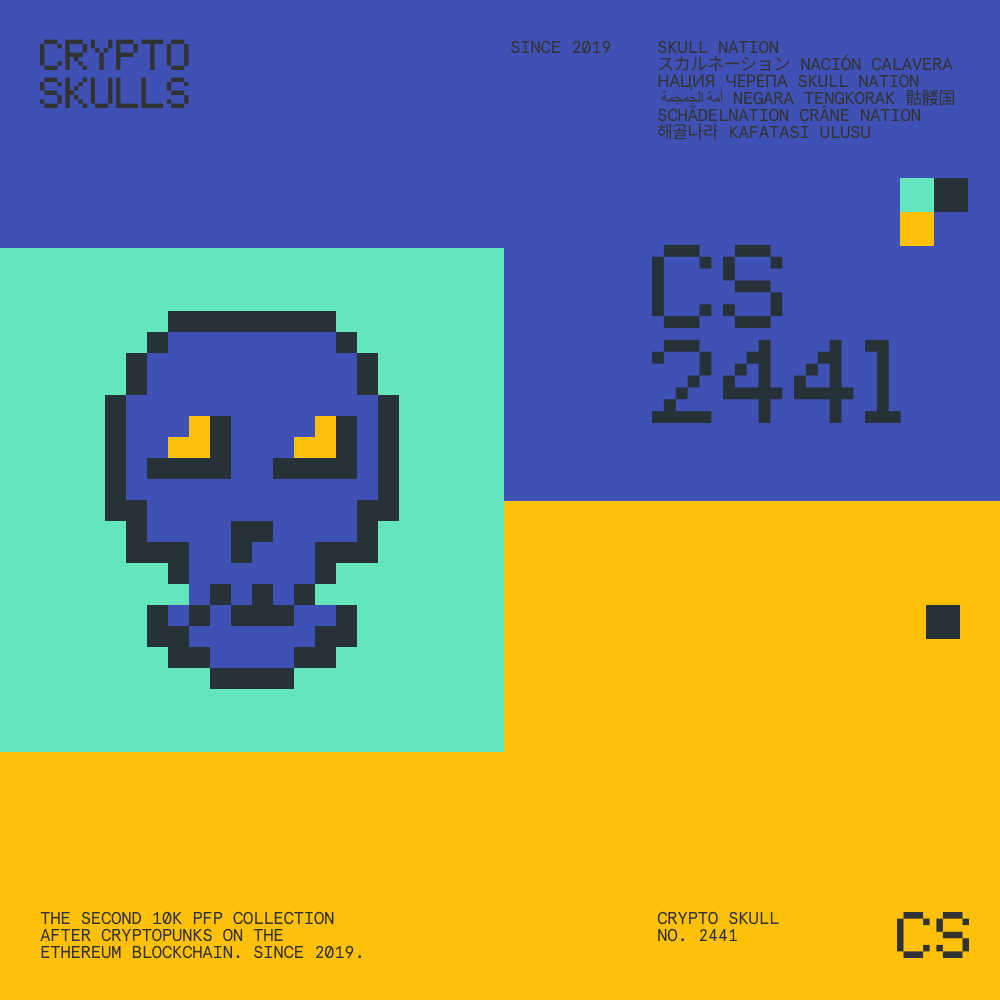 CRYPTO
SKULLS
SINCE 2019
SKULL NATION
スカルネーション NACIÓN CALAVERA
НАЦИЯ ЧЕРЕПА SKULL NATION
أمة الجمجمة NEGARA TENGKORAK 骷髅国
SCHÄDELNATION CRÂNE NATION
해골나라 KAFATASI ULUSU
CS
2441
THE SECOND 10K PFP COLLECTION
AFTER CRYPTOPUNKS ON THE
ETHEREUM BLOCKCHAIN. SINCE 2019.
CRYPTO SKULL
NO. 2441
CS